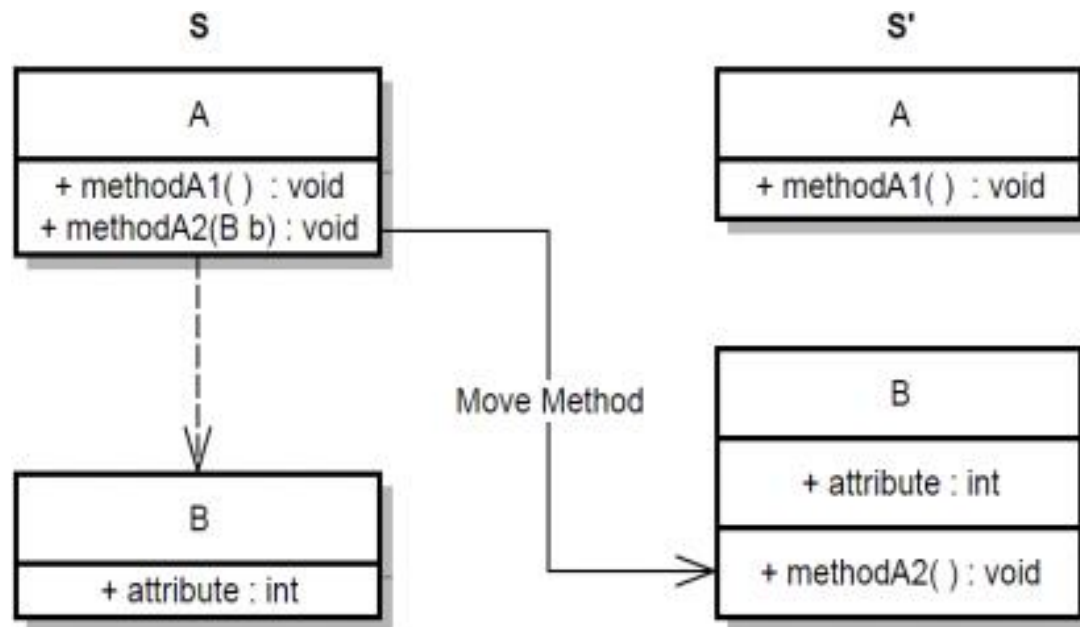 S
A
+ methodA1( ) : void
+ methodA2(B b) : void
B
+ attribute : int
Move Method
S'
A
+ methodA1( ) : void
B
+ attribute : int
+ methodA2( ) : void